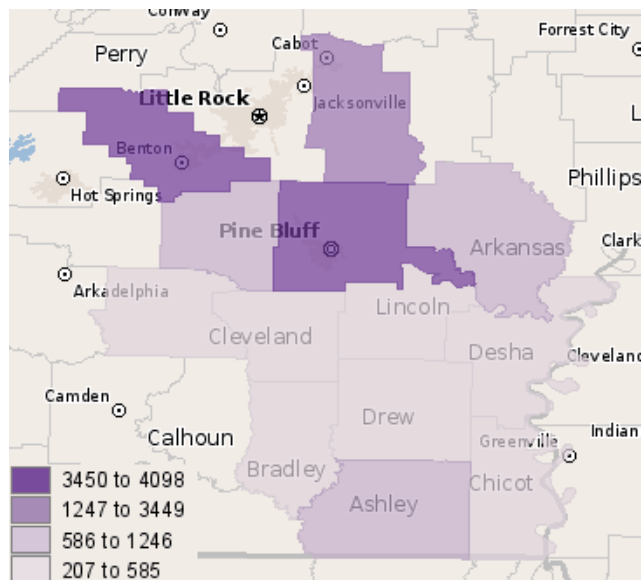 Conway
Forrest City
Cabot
Perry
Little Rock
Jacksonville
L
Benton
Phillips
Hot Springs
Pine Bluff
Arkansas
Clark
Arkadelphia
Lincoln
Cleveland
Desha
Cleveland
Camden
Drew
Calhoun
Greenville
Indian
Bradley
Chicot
Ashley
3450 to 4098
1247 to 3449
586 to 1246
207 to 585